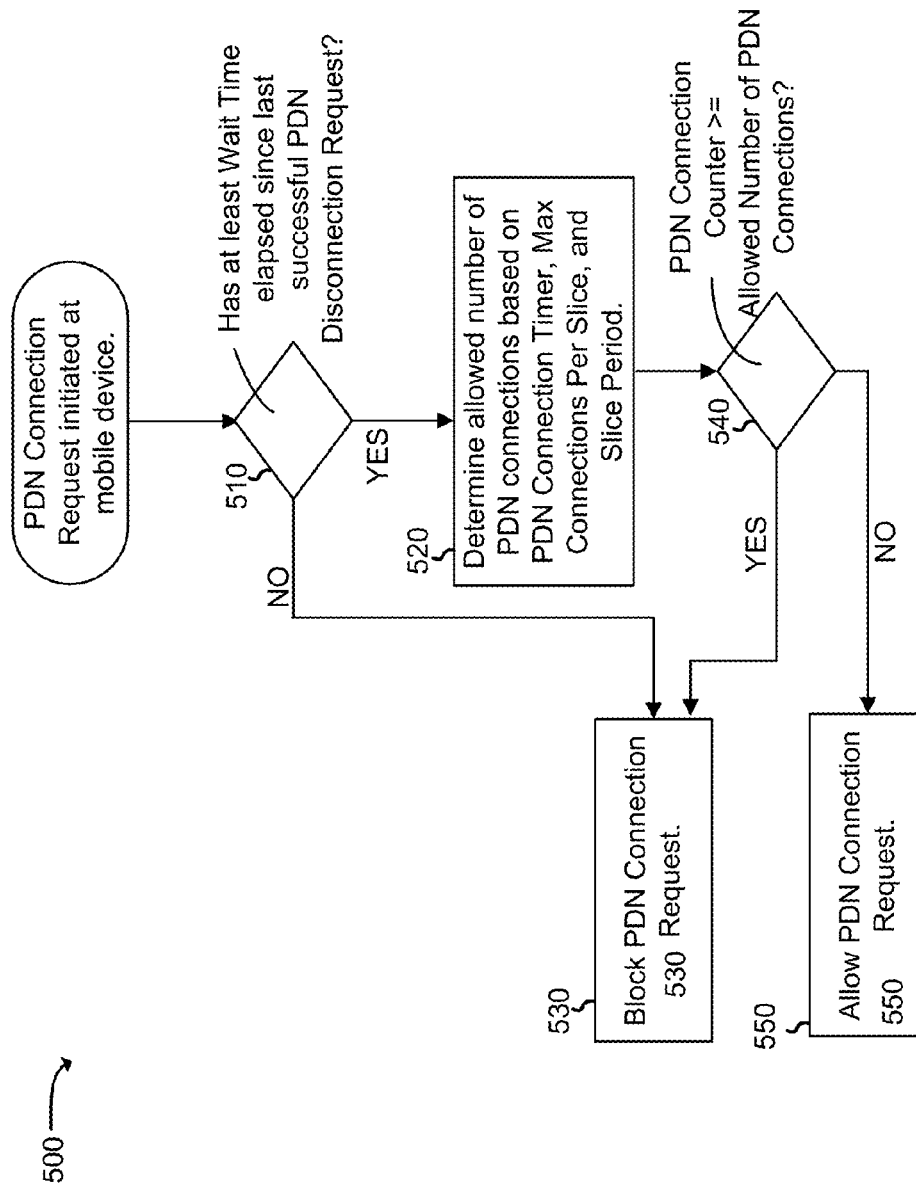 500
PDN Connection
Request initiated at
mobile device.
Has at least Wait Time
elapsed since last
successful PDN
Disconnection Request?
510
NO
YES
520
Determine allowed number of
PDN connections based on
PDN Connection Timer, Max
Connections Per Slice, and
Slice Period.
PDN Connection
Counter >=
Allowed Number of PDN
Connections?
540
YES
NO
530
Block PDN Connection
530 Request.
550
Allow PDN Connection
Request.
550